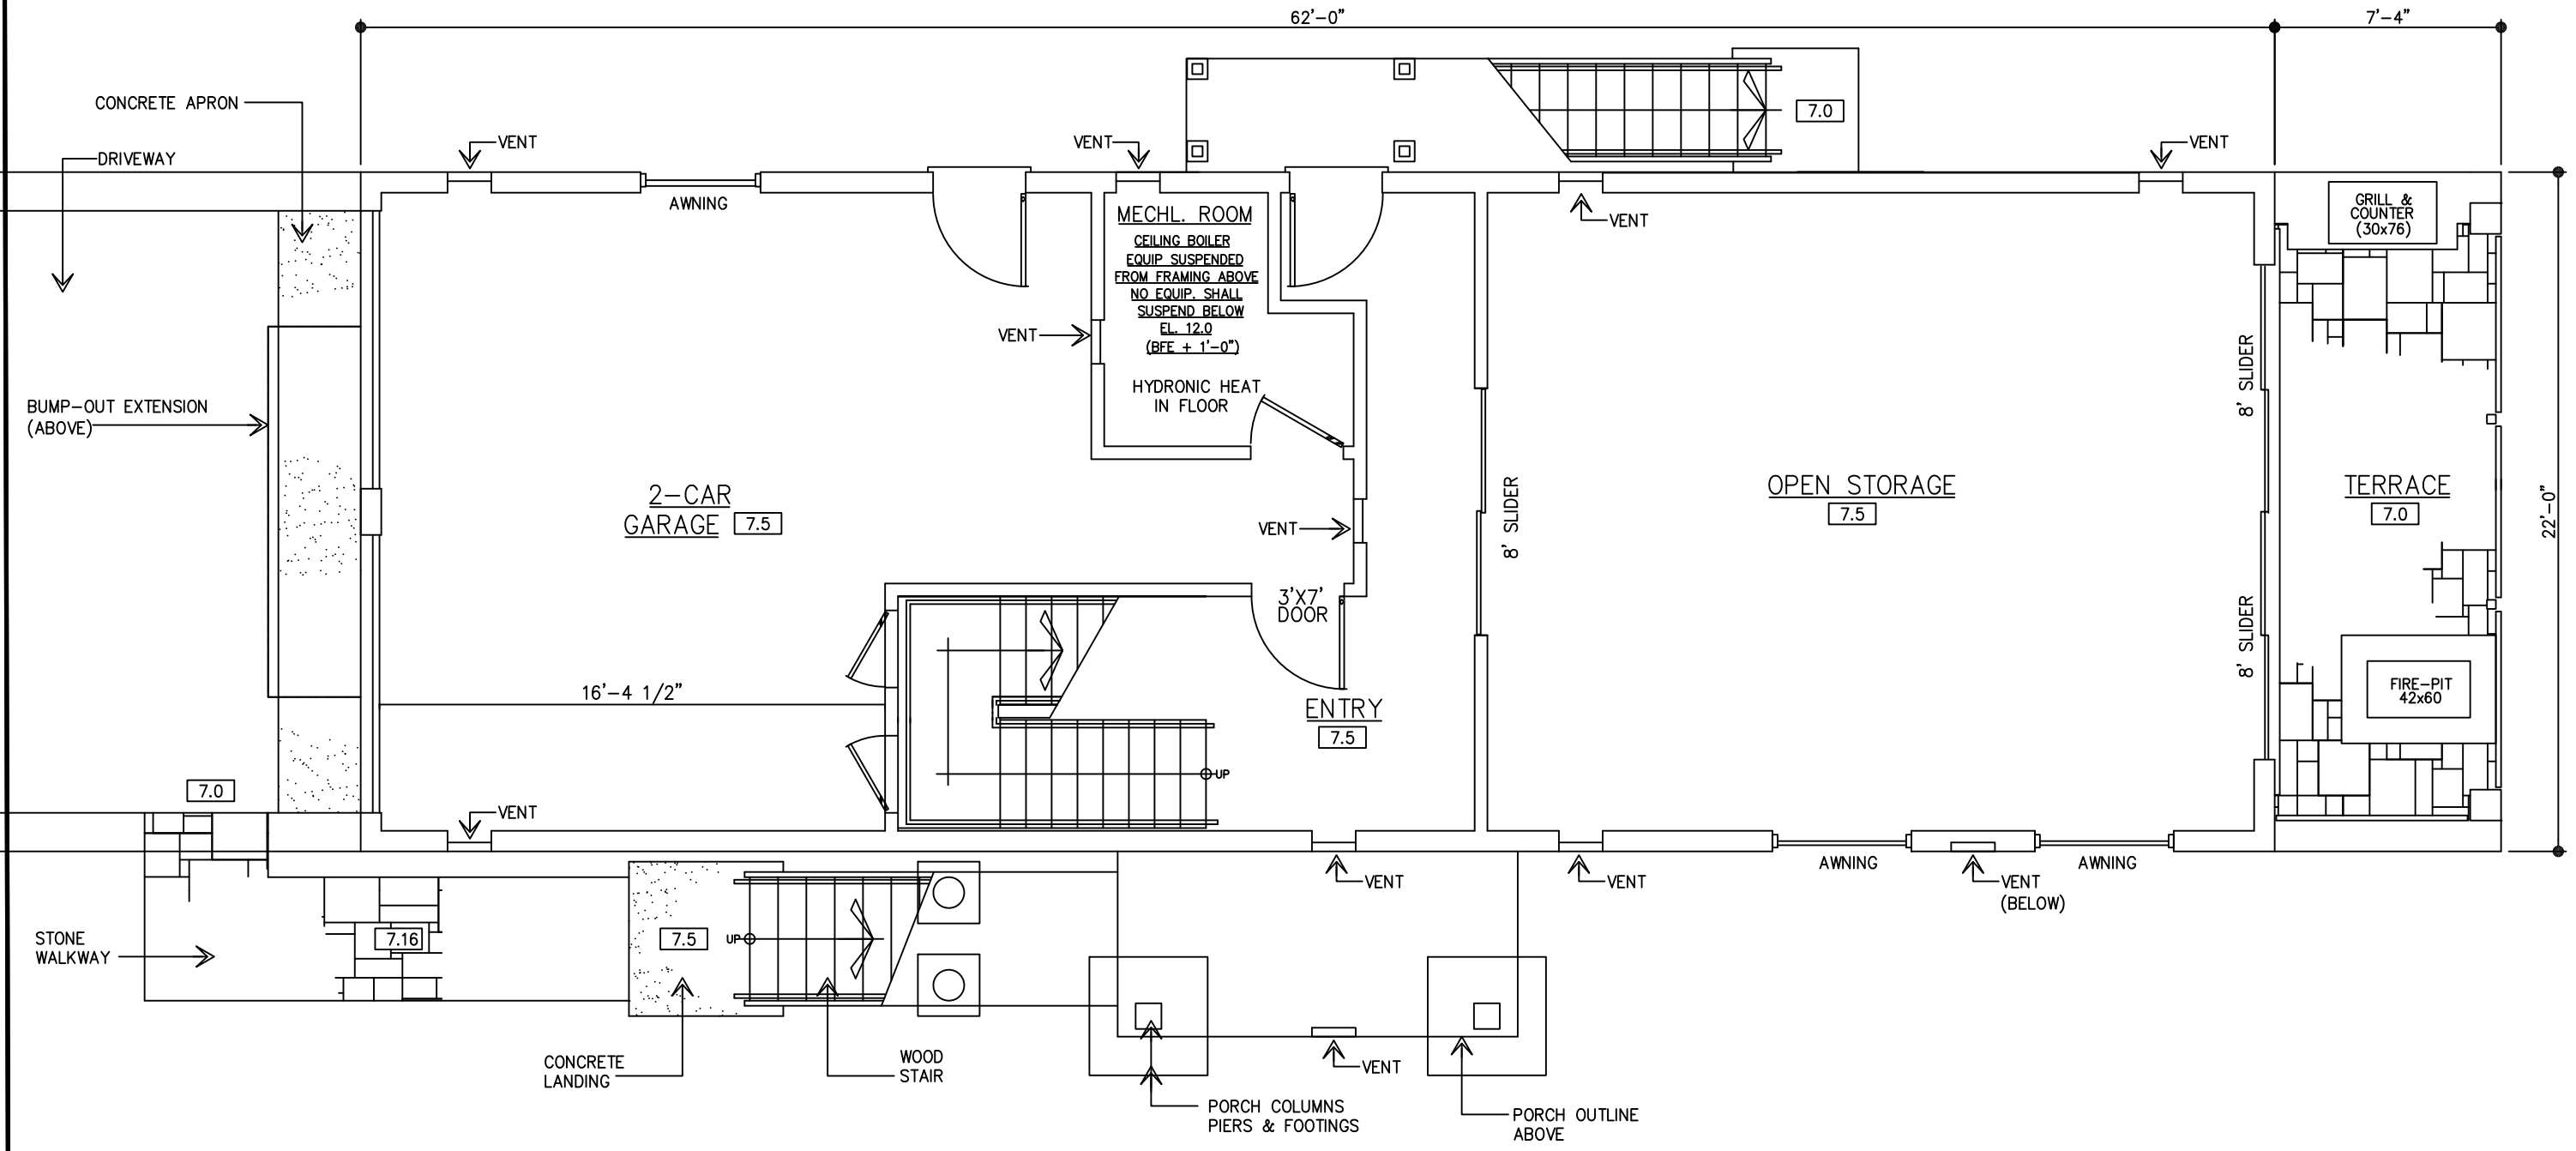 62'-0"
7'-4"
CONCRETE APRON
7.0
DRIVEWAY
VENT
VENT
VENT
AWNING
MECHL. ROOM
CEILING BOILER
EQUIP SUSPENDED
FROM FRAMING ABOVE
NO EQUIP. SHALL
SUSPEND BELOW
EL. 12.0
(BFE + 1'-0")
VENT
GRILL &
COUNTER
(30x76)
VENT
HYDRONIC HEAT
IN FLOOR
8' SLIDER
BUMP-OUT EXTENSION
(ABOVE)
2-CAR
GARAGE
7.5
VENT
8' SLIDER
OPEN STORAGE
7.5
TERRACE
7.0
22'-0"
3'X7'
DOOR
8' SLIDER
16'-4 1/2"
ENTRY
7.5
FIRE-PIT
42x60
UP
7.0
VENT
VENT
VENT
AWNING
VENT
(BELOW)
AWNING
STONE
WALKWAY
7.16
7.5
UP
CONCRETE
LANDING
WOOD
STAIR
VENT
PORCH COLUMNS
PIERS & FOOTINGS
PORCH OUTLINE
ABOVE